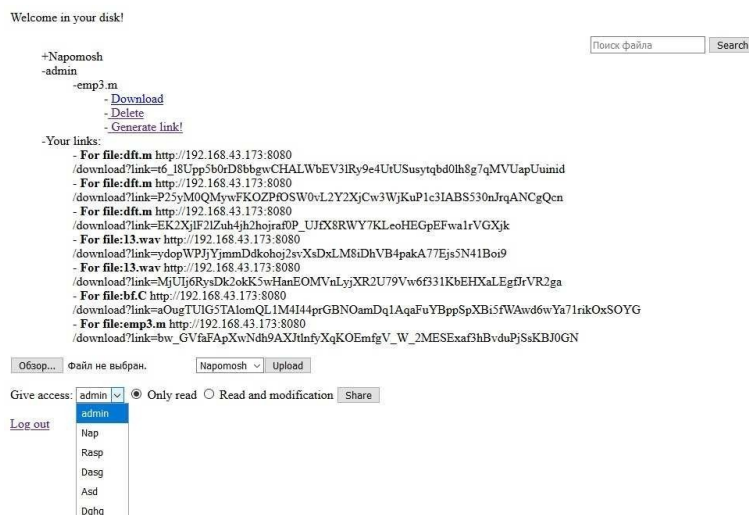 Welcome in your disk!
Поиск файла Search
+Napomosh
-admin
-emp3.m
- Download
- Delete
- Generate link!
-Your links:
- For file:dft.m http://192.168.43.173:8080
/download?link=t6_l8Upp5b0rD8bbgwCHALWbEV3lRy9e4UtUSusytqbd0lh8g7qMVUapUuinid
- For file:dft.m http://192.168.43.173:8080
/download?link=P25yM0QMywFKOZPfOSW0vL2Y2XjCw3WjKuP1c3IABS530nJrqANCgQcn
- For file:dft.m http://192.168.43.173:8080
/download?link=EK2XjlF2lZuh4jh2hojraf0P_UJfX8RWY7KLeoHEGpEFwa1rVGXjk
- For file:13.wav http://192.168.43.173:8080
/download?link=ydopWPJjYjmmDdkohoj2svXsDxLM8iDhVB4pakA77Ejs5N41Boi9
- For file:13.wav http://192.168.43.173:8080
/download?link=MjUIj6RysDk2okK5wHanEOMVnLyjXR2U79Vw6f331KbEHXaLEgfJrVR2ga
- For file:bf.C http://192.168.43.173:8080
/download?link=aOugTUlG5TAlomQL1M4I44prGBNOamDq1AqaFuYBppSpXBi5fWAwd6wYa71rikOxSOYG
- For file:emp3.m http://192.168.43.173:8080
/download?link=bw_GVfaFApXwNdh9AXJtlnfyXqKOEmfgV_W_2MESExaf3hBvduPjSsKBJ0GN
Обзор... Файл не выбран. Napomosh Upload
Give access: admin Only read Read and modification Share
admin
Log out
Nap
Rasp
Dasg
Asd
Dghg